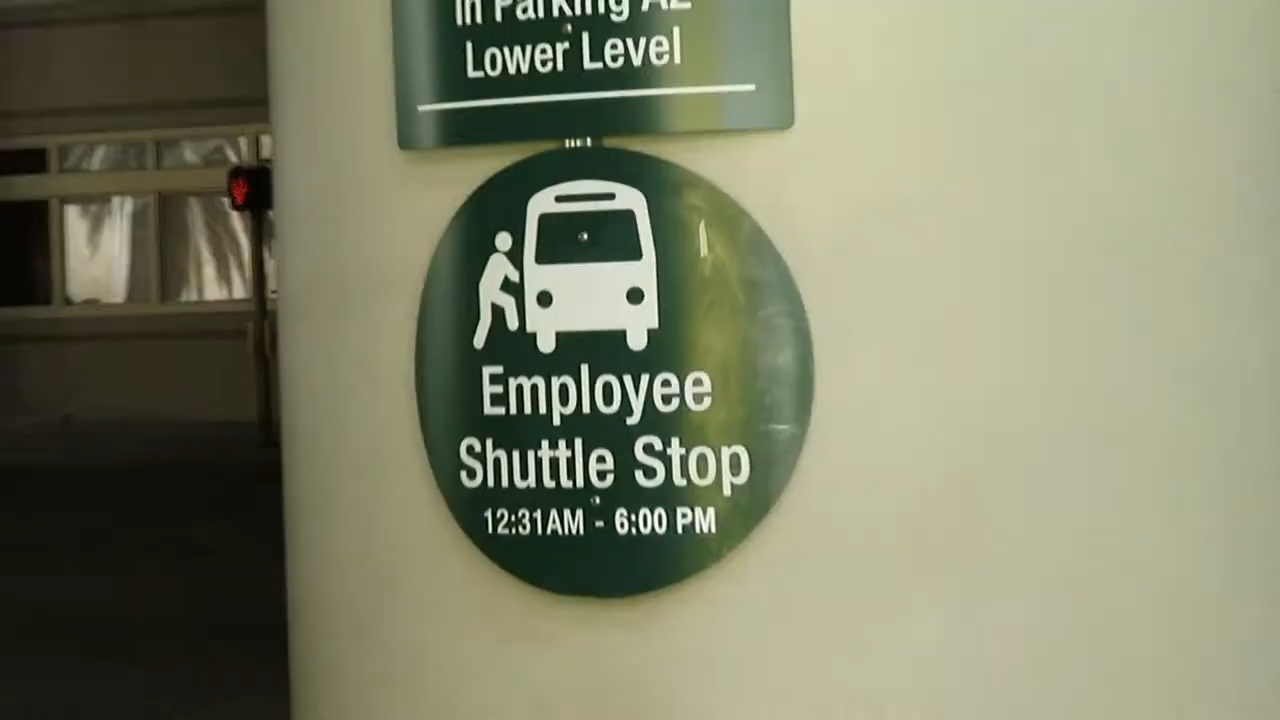 in Parking A2
Lower Level
Employee
Shuttle Stop
12:31AM - 6:00 PM